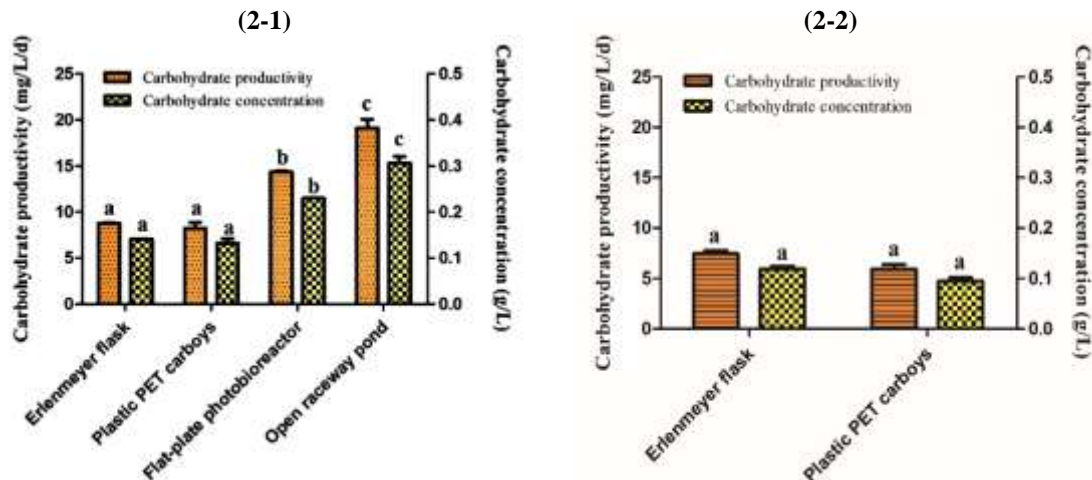 (2-1)
Carbohydrate productivity (mg/L/d)
25
20
15
10
5
0
Carbohydrate productivity
Carbohydrate concentration
a
a
a
a
b
b
c
c
0.5
0.4
0.3
0.2
0.1
0.0
Carbohydrate concentration (g/L)
Erlenmeyer flask
Plastic PET carboys
Flat-plate photobioreactor
Open raceway pond
(2-2)
Carbohydrate productivity (mg/L/d)
25
20
15
10
5
0
Carbohydrate productivity
Carbohydrate concentration
a
a
a
a
0.5
0.4
0.3
0.2
0.1
0.0
Carbohydrate concentration (g/L)
Erlenmeyer flask
Plastic PET carboys